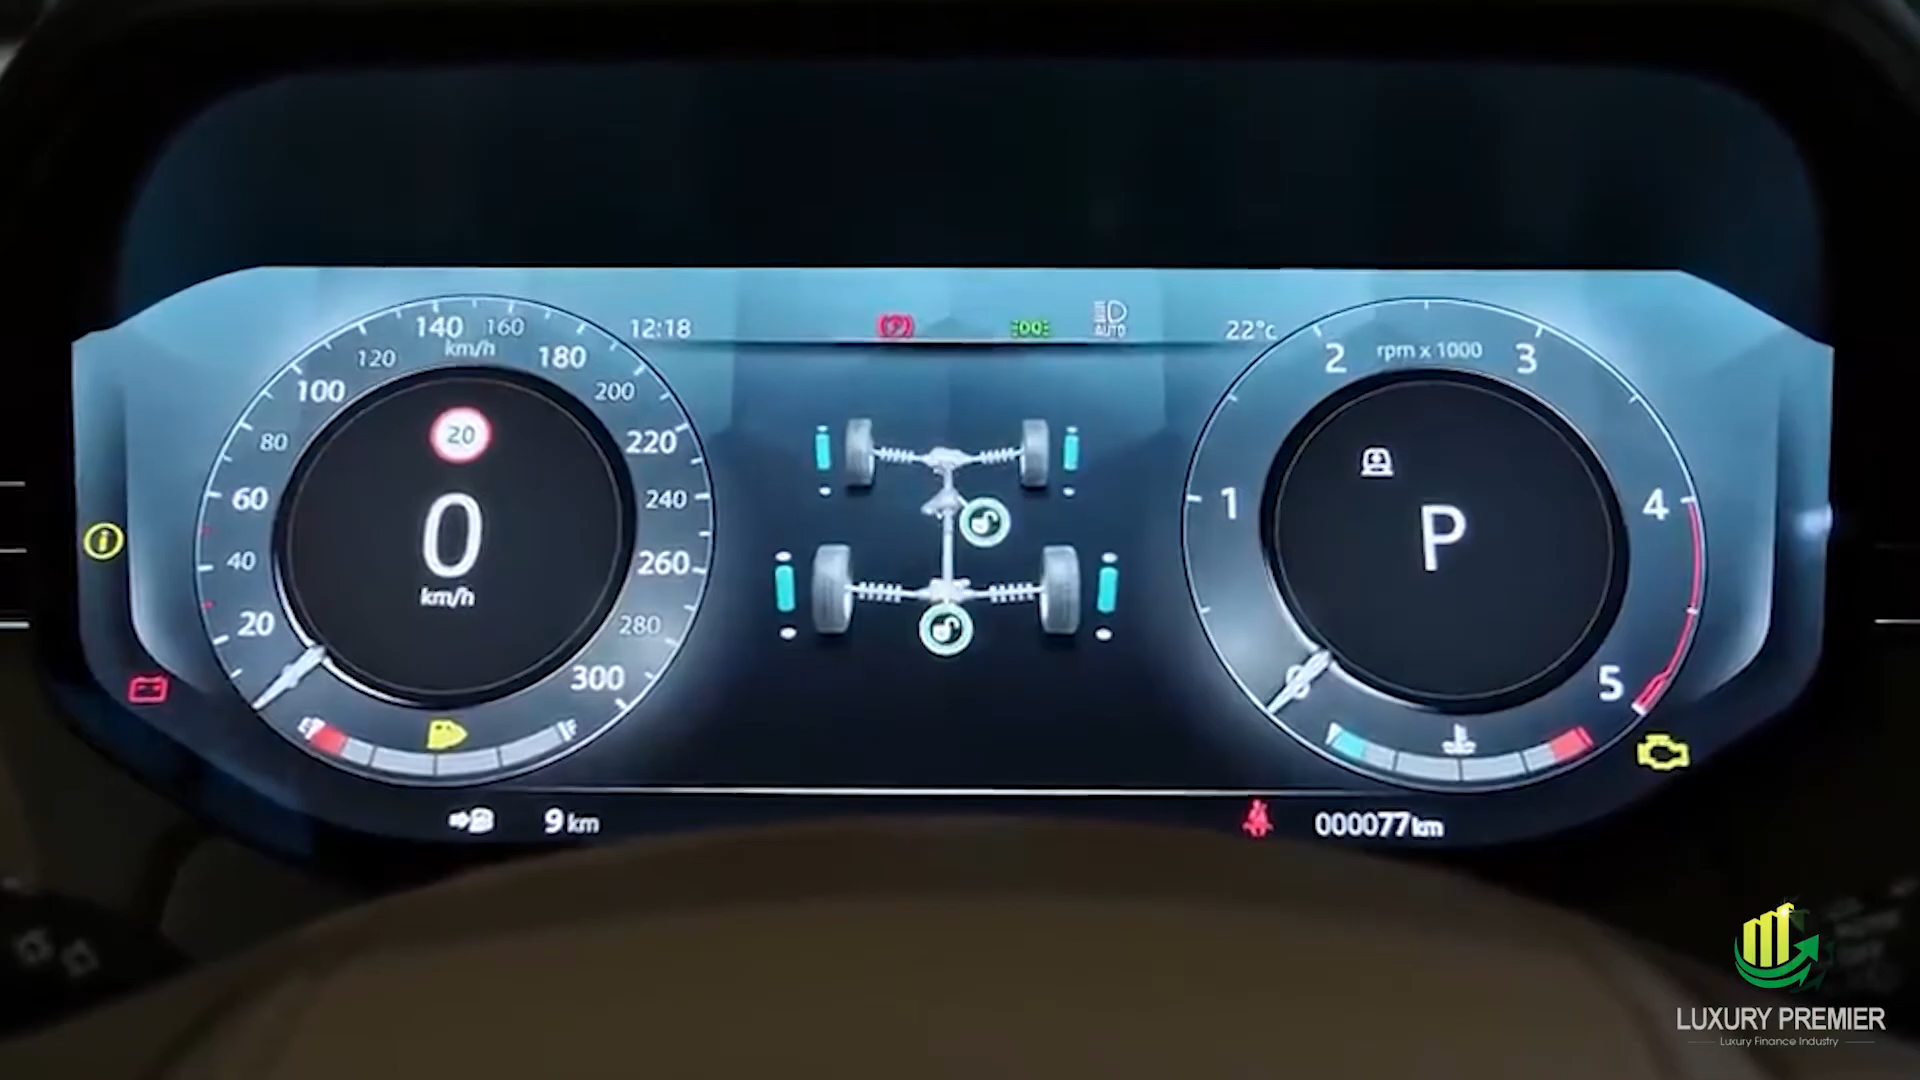 140 160
km/h
120
180
100
200
80
220
60
240
40
260
20
280
300
20
0
km/h
F
12:18
AUTO
22°c
2 rpm x 1000 3
1
4
0
5
P
9 km
000077 km
LUXURY PREMIER
Luxury Finance Industry